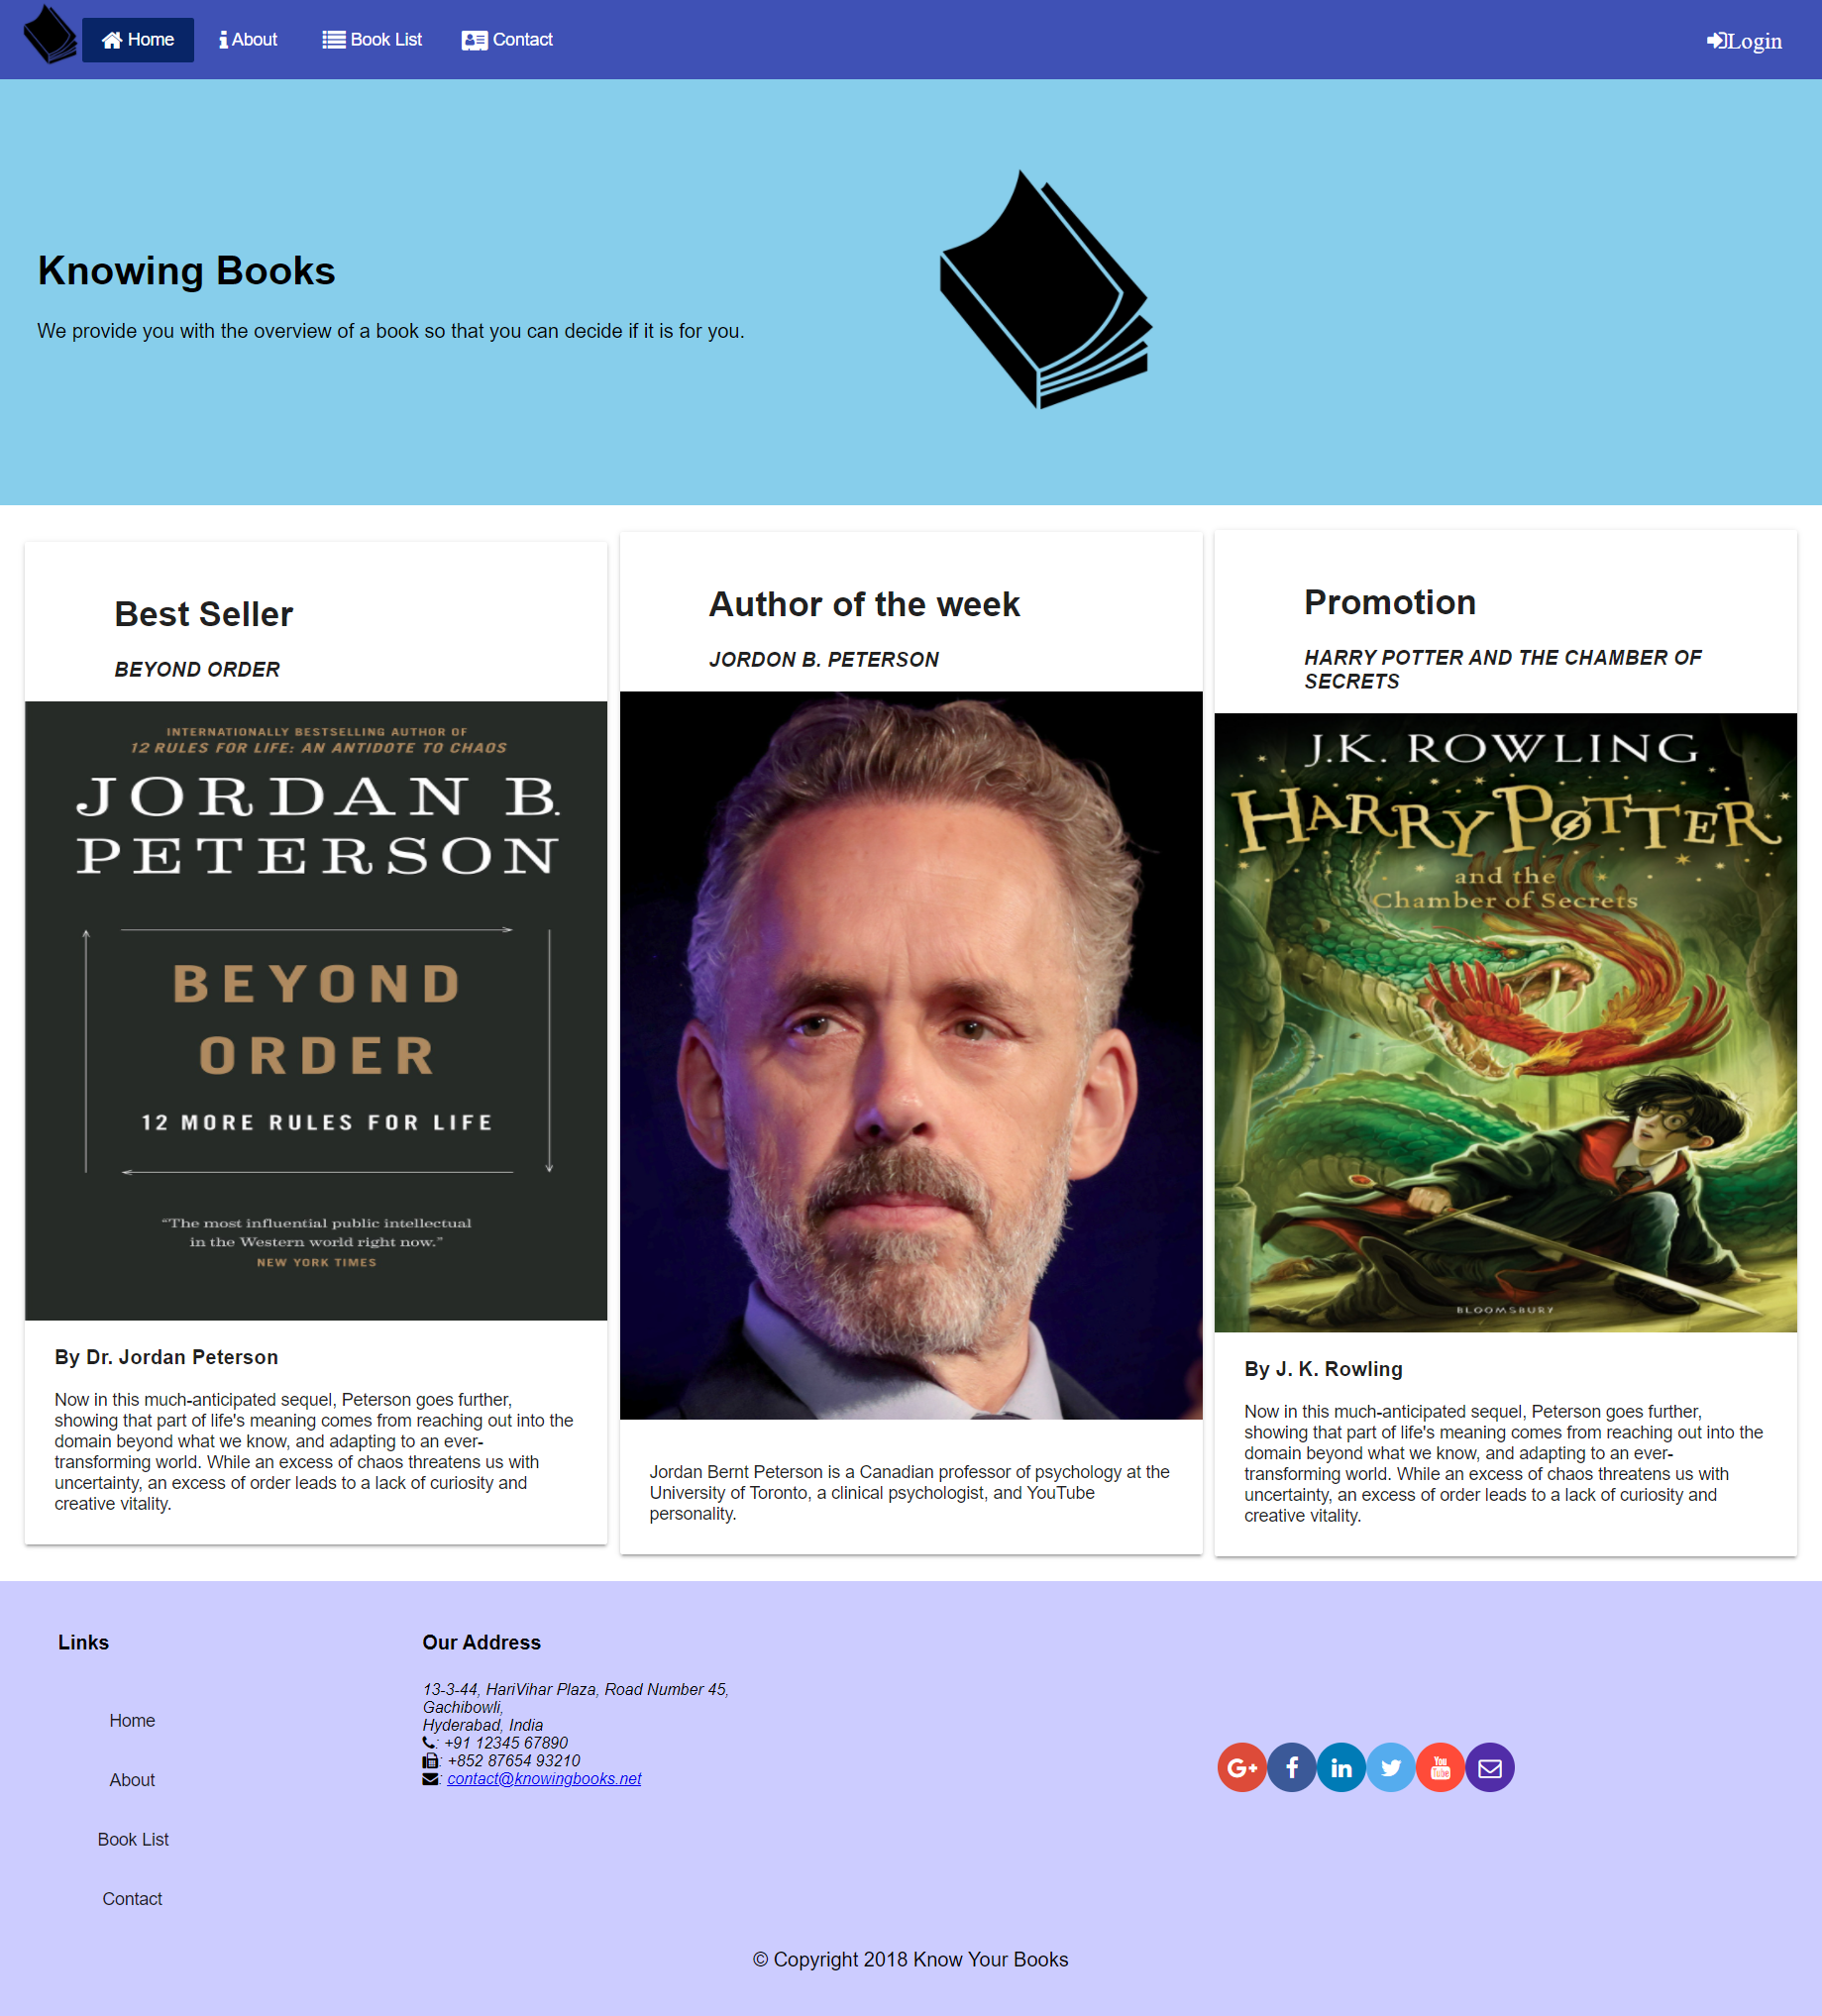 Home
About
Book List
Contact
Login
Knowing Books
We provide you with the overview of a book so that you can decide if it is for you.
Best Seller
BEYOND ORDER
INTERNATIONALLY BESTSELLING AUTHOR OF
12 RULES FOR LIFE: AN ANTIDOTE TO CHAOS
JORDAN B.
PETERSON
BEYOND
ORDER
12 MORE RULES FOR LIFE
“The most influential public intellectual
in the Western world right now.”
NEW YORK TIMES
By Dr. Jordan Peterson
Now in this much-anticipated sequel, Peterson goes further,
showing that part of life's meaning comes from reaching out into the
domain beyond what we know, and adapting to an ever-
transforming world. While an excess of chaos threatens us with
uncertainty, an excess of order leads to a lack of curiosity and
creative vitality.
Author of the week
JORDON B. PETERSON
Jordan Bernt Peterson is a Canadian professor of psychology at the
University of Toronto, a clinical psychologist, and YouTube
personality.
Promotion
HARRY POTTER AND THE CHAMBER OF
SECRETS
J.K. ROWLING
HARRY POTTER
and the
Chamber of Secrets
BLOOMSBURY
By J. K. Rowling
Now in this much-anticipated sequel, Peterson goes further,
showing that part of life's meaning comes from reaching out into the
domain beyond what we know, and adapting to an ever-
transforming world. While an excess of chaos threatens us with
uncertainty, an excess of order leads to a lack of curiosity and
creative vitality.
Links
Home
About
Book List
Contact
Our Address
13-3-44, HariVihar Plaza, Road Number 45,
Gachibowli,
Hyderabad, India
: +91 12345 67890
: +852 87654 93210
: contact@knowingbooks.net
G+
f
in
You
Tube
© Copyright 2018 Know Your Books